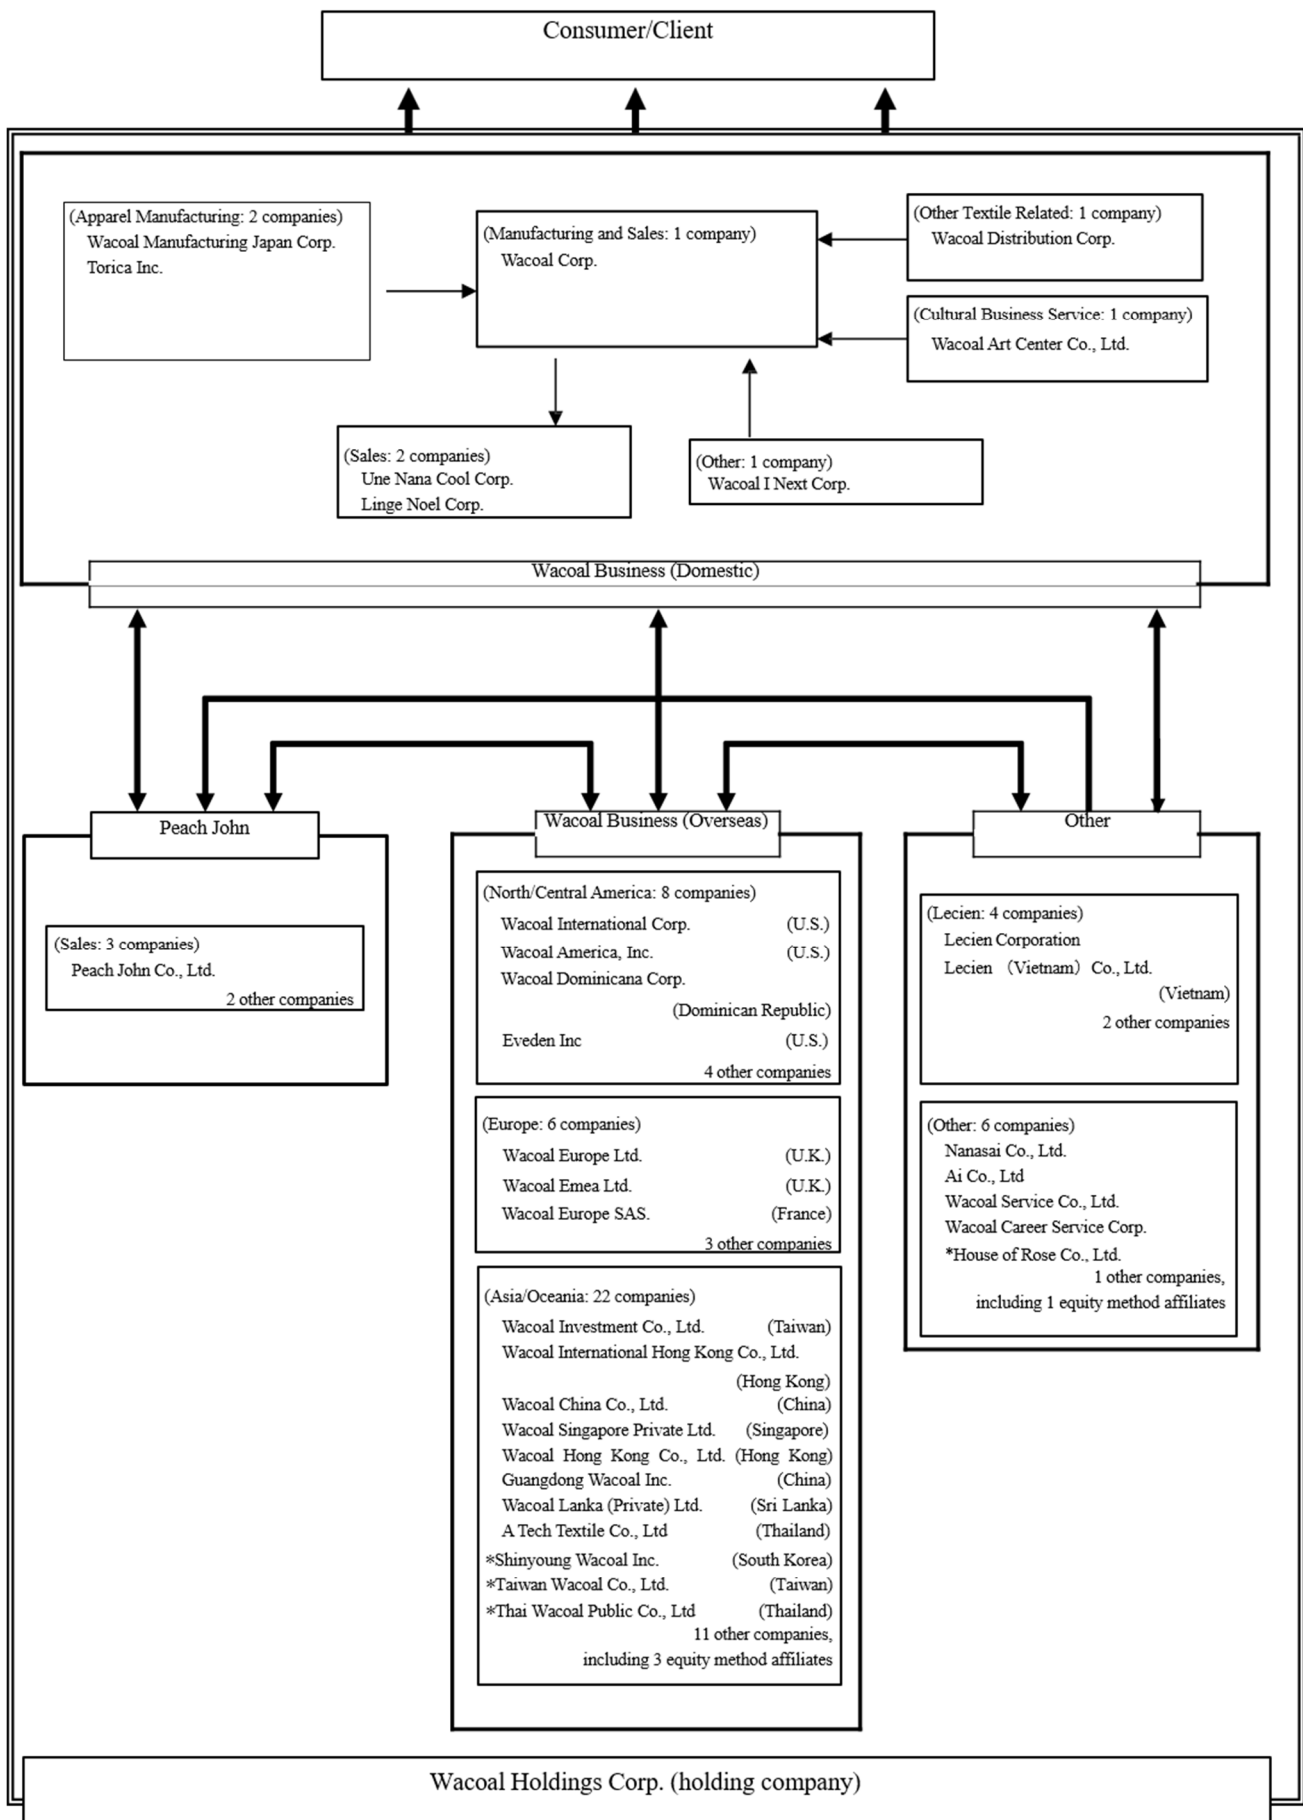 Consumer/Client
(Apparel Manufacturing: 2 companies)
Wacoal Manufacturing Japan Corp.
Torica Inc.
(Manufacturing and Sales: 1 company)
Wacoal Corp.
(Other Textile Related: 1 company)
Wacoal Distribution Corp.
(Cultural Business Service: 1 company)
Wacoal Art Center Co., Ltd.
(Sales: 2 companies)
Une Nana Cool Corp.
Linge Noel Corp.
(Other: 1 company)
Wacoal I Next Corp.
Wacoal Business (Domestic)
Peach John
(Sales: 3 companies)
Peach John Co., Ltd.
2 other companies
Wacoal Business (Overseas)
(North/Central America: 8 companies)
Wacoal International Corp. (U.S.)
Wacoal America, Inc. (U.S.)
Wacoal Dominicana Corp.
(Dominican Republic)
Eveden Inc (U.S.)
4 other companies
(Europe: 6 companies)
Wacoal Europe Ltd. (U.K.)
Wacoal Emea Ltd. (U.K.)
Wacoal Europe SAS. (France)
3 other companies
(Asia/Oceania: 22 companies)
Wacoal Investment Co., Ltd. (Taiwan)
Wacoal International Hong Kong Co., Ltd.
(Hong Kong)
Wacoal China Co., Ltd. (China)
Wacoal Singapore Private Ltd. (Singapore)
Wacoal Hong Kong Co., Ltd. (Hong Kong)
Guangdong Wacoal Inc. (China)
Wacoal Lanka (Private) Ltd. (Sri Lanka)
A Tech Textile Co., Ltd (Thailand)
*Shinyoung Wacoal Inc. (South Korea)
*Taiwan Wacoal Co., Ltd. (Taiwan)
*Thai Wacoal Public Co., Ltd (Thailand)
11 other companies,
including 3 equity method affiliates
Other
(Lecien: 4 companies)
Lecien Corporation
Lecien （Vietnam）Co., Ltd.
(Vietnam)
2 other companies
(Other: 6 companies)
Nanasai Co., Ltd.
Ai Co., Ltd
Wacoal Service Co., Ltd.
Wacoal Career Service Corp.
*House of Rose Co., Ltd.
1 other companies,
including 1 equity method affiliates
Wacoal Holdings Corp. (holding company)